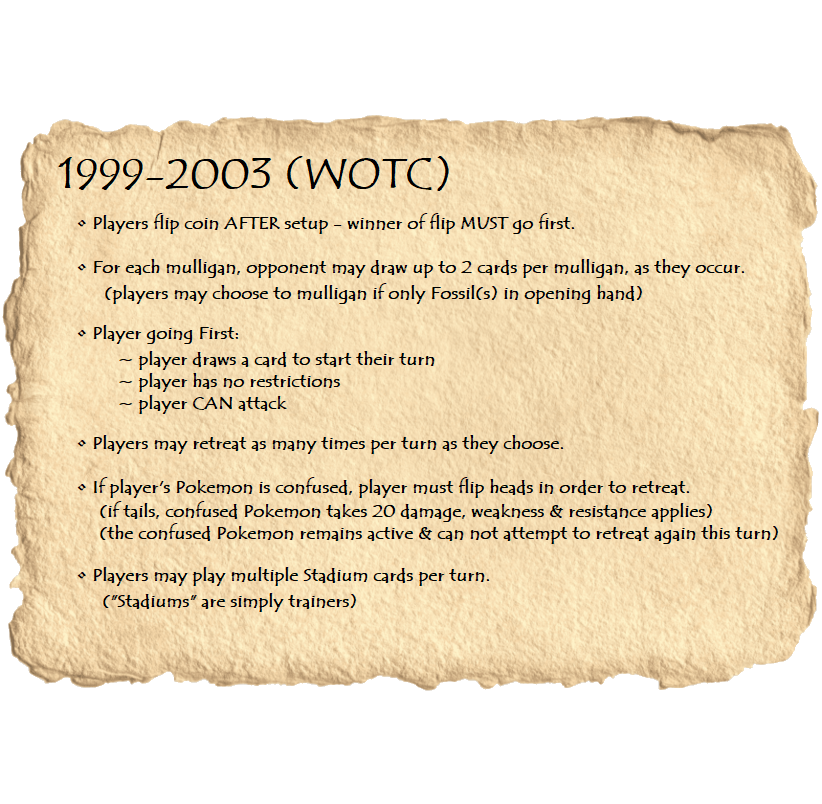 1999-2003 (WOTC)
• Players flip coin AFTER setup - winner of flip MUST go first.
• For each mulligan, opponent may draw up to 2 cards per mulligan, as they occur.
(players may choose to mulligan if only Fossil(s) in opening hand)
• Player going First:
~ player draws a card to start their turn
~ player has no restrictions
~ player CAN attack
• Players may retreat as many times per turn as they choose.
• If player's Pokemon is confused, player must flip heads in order to retreat.
(if tails, confused Pokemon takes 20 damage, weakness & resistance applies)
(the confused Pokemon remains active & can not attempt to retreat again this turn)
• Players may play multiple Stadium cards per turn.
("Stadiums" are simply trainers)